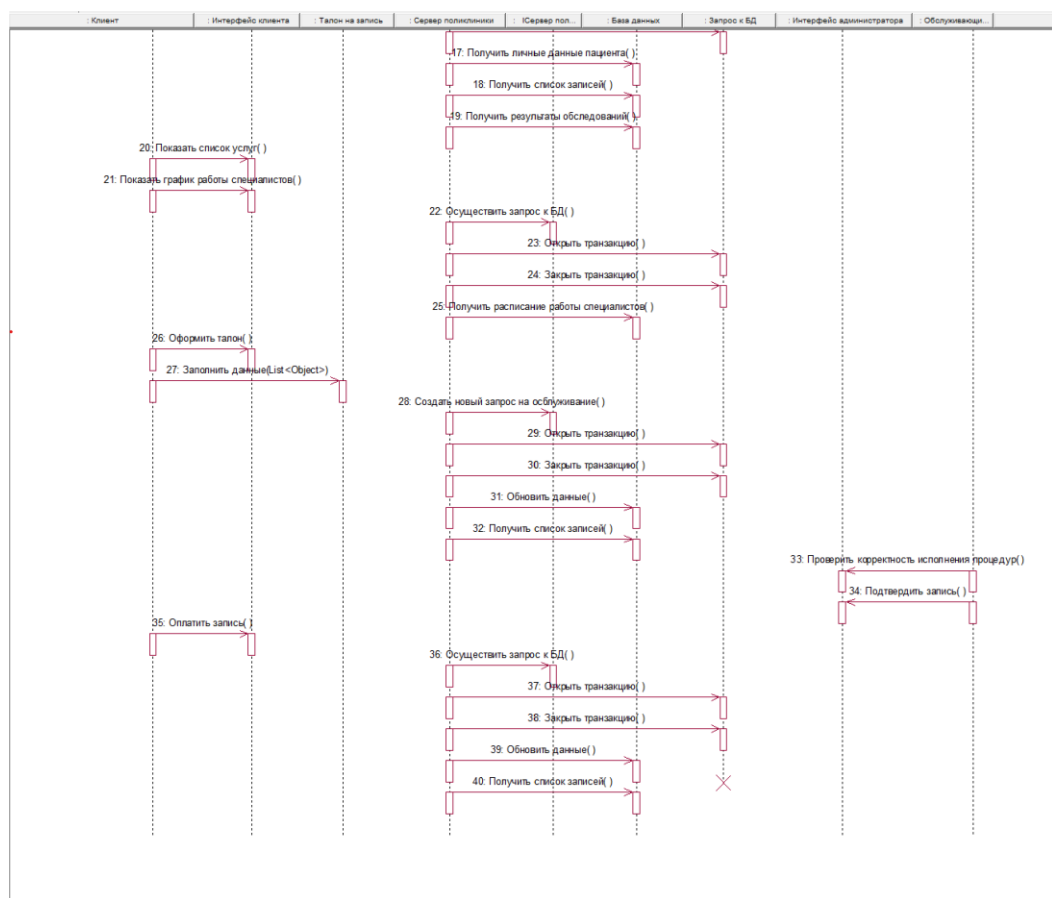 : Клиент
: Интерфейс клиента
: Талон на запись
: Сервер поликлиники
: IСервер пол...
: База данных
: Запрос к БД
: Интерфейс администратора
: Обслуживающи...
17: Получить личные данные пациента( )
18: Получить список записей( )
19: Получить результаты обследований( )
20: Показать список услуг( )
21: Показать график работы специалистов( )
22: Осуществить запрос к БД( )
23: Открыть транзакцию( )
24: Закрыть транзакцию( )
25: Получить расписание работы специалистов( )
26: Оформить талон( )
27: Заполнить данные(List<Object>)
28: Создать новый запрос на осблуживание( )
29: Открыть транзакцию( )
30: Закрыть транзакцию( )
31: Обновить данные( )
32: Получить список записей( )
33: Проверить корректность исполнения процедур( )
34: Подтвердить запись( )
35: Оплатить запись( )
36: Осуществить запрос к БД( )
37: Открыть транзакцию( )
38: Закрыть транзакцию( )
39: Обновить данные( )
40: Получить список записей( )